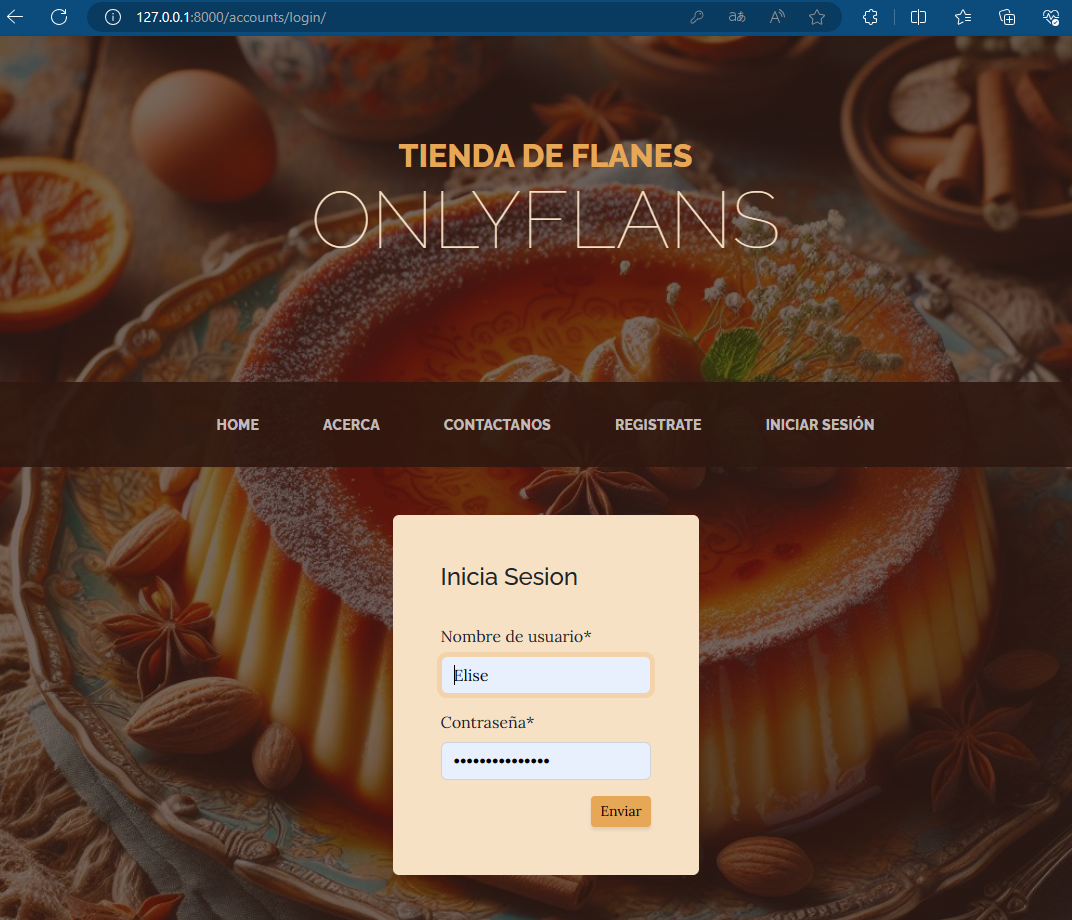 127.0.0.1:8000/accounts/login/
TIENDA DE FLANES
ONLYFLANS
HOME ACERCA CONTACTANOS REGISTRATE INICIAR SESIÓN
Inicia Sesion
Nombre de usuario*
Elise
Contraseña*
•••••••••••••••
Enviar